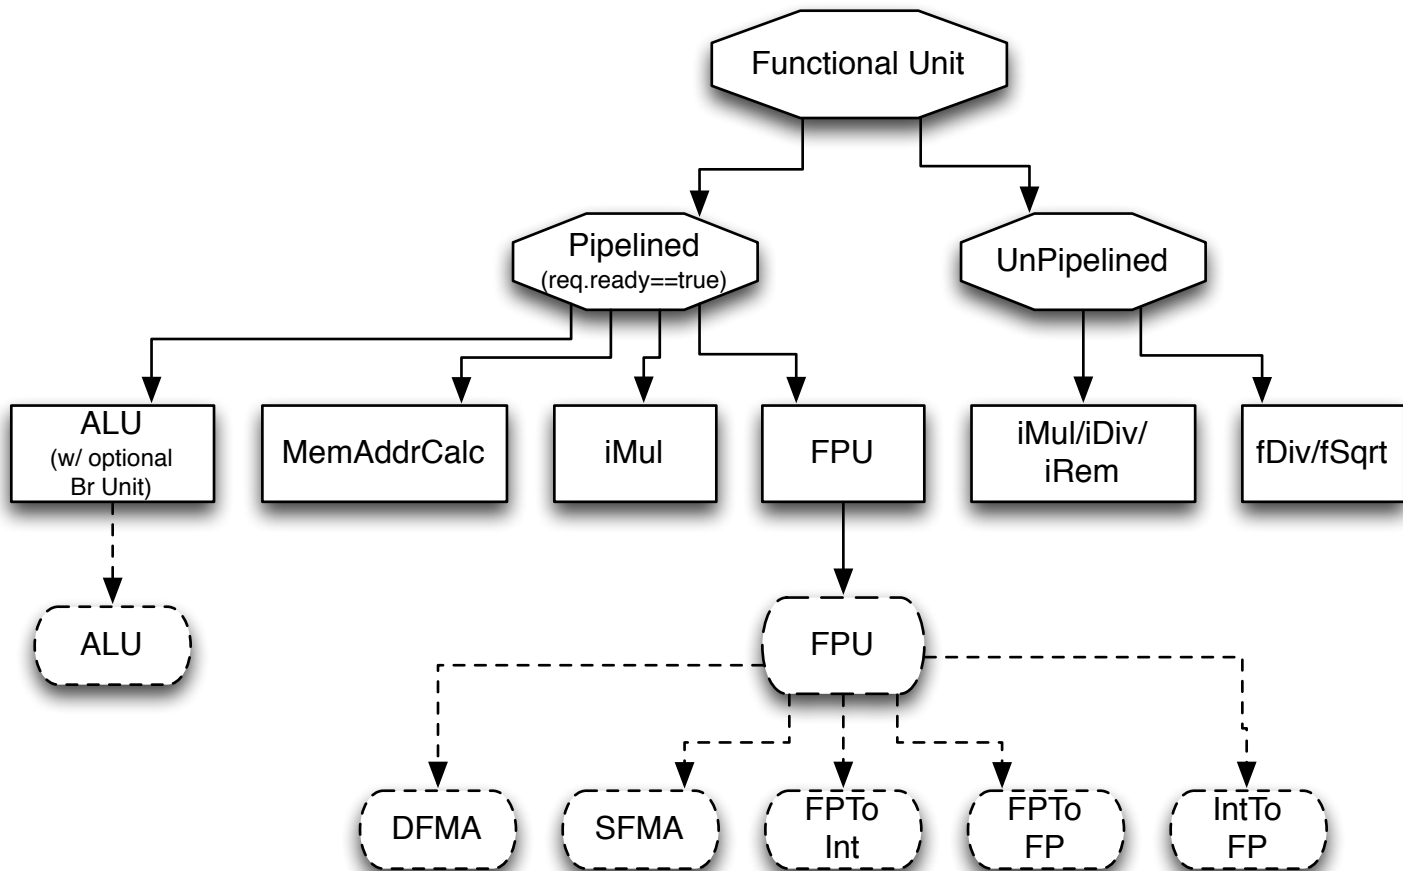 Functional Unit
Pipelined
(req.ready==true)
UnPipelined
ALU
(w/ optional
Br Unit)
MemAddrCalc
iMul
FPU
iMul/iDiv/
iRem
fDiv/fSqrt
ALU
FPU
DFMA
SFMA
FPTo
Int
FPTo
FP
IntTo
FP